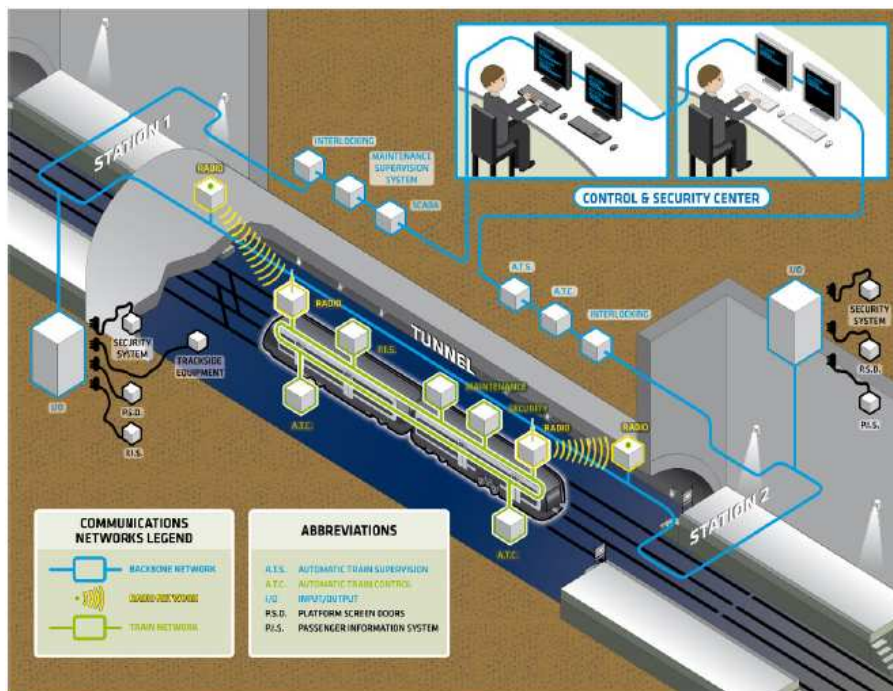 STATION 1
RADIO
INTERLOCKING
MAINTENANCE
SUPERVISION
SYSTEM
SCADA
CONTROL & SECURITY CENTER
A.T.S.
A.T.C.
INTERLOCKING
I/O
SECURITY
SYSTEM
P.S.D.
P.I.S.
RADIO
TUNNEL
P.I.S.
MAINTENANCE
SECURITY
RADIO
RADIO
A.T.C.
A.T.C.
SECURITY
SYSTEM
TRACKSIDE
EQUIPMENT
I/O
P.S.D.
P.I.S.
STATION 2
COMMUNICATIONS
NETWORKS LEGEND
BACKBONE NETWORK
RADIO NETWORK
TRAIN NETWORK
ABBREVIATIONS
A.T.S. AUTOMATIC TRAIN SUPERVISION
A.T.C. AUTOMATIC TRAIN CONTROL
I/O INPUT/OUTPUT
P.S.D. PLATFORM SCREEN DOORS
P.I.S. PASSENGER INFORMATION SYSTEM